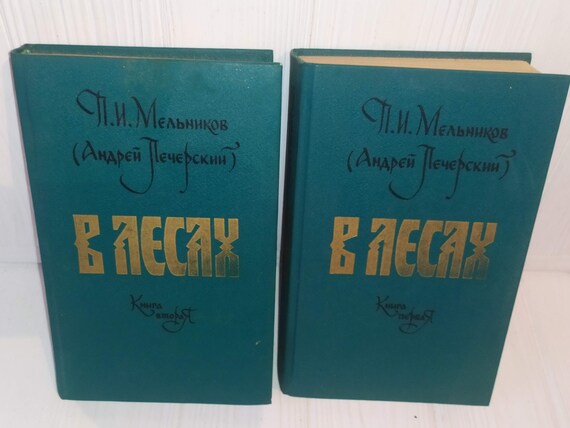 П.И. Мельников
(Андрей Печерский)
В ЛЕСАХ
Книга
вторая
П.И. Мельников
(Андрей Печерский)
В ЛЕСАХ
Книга
первая